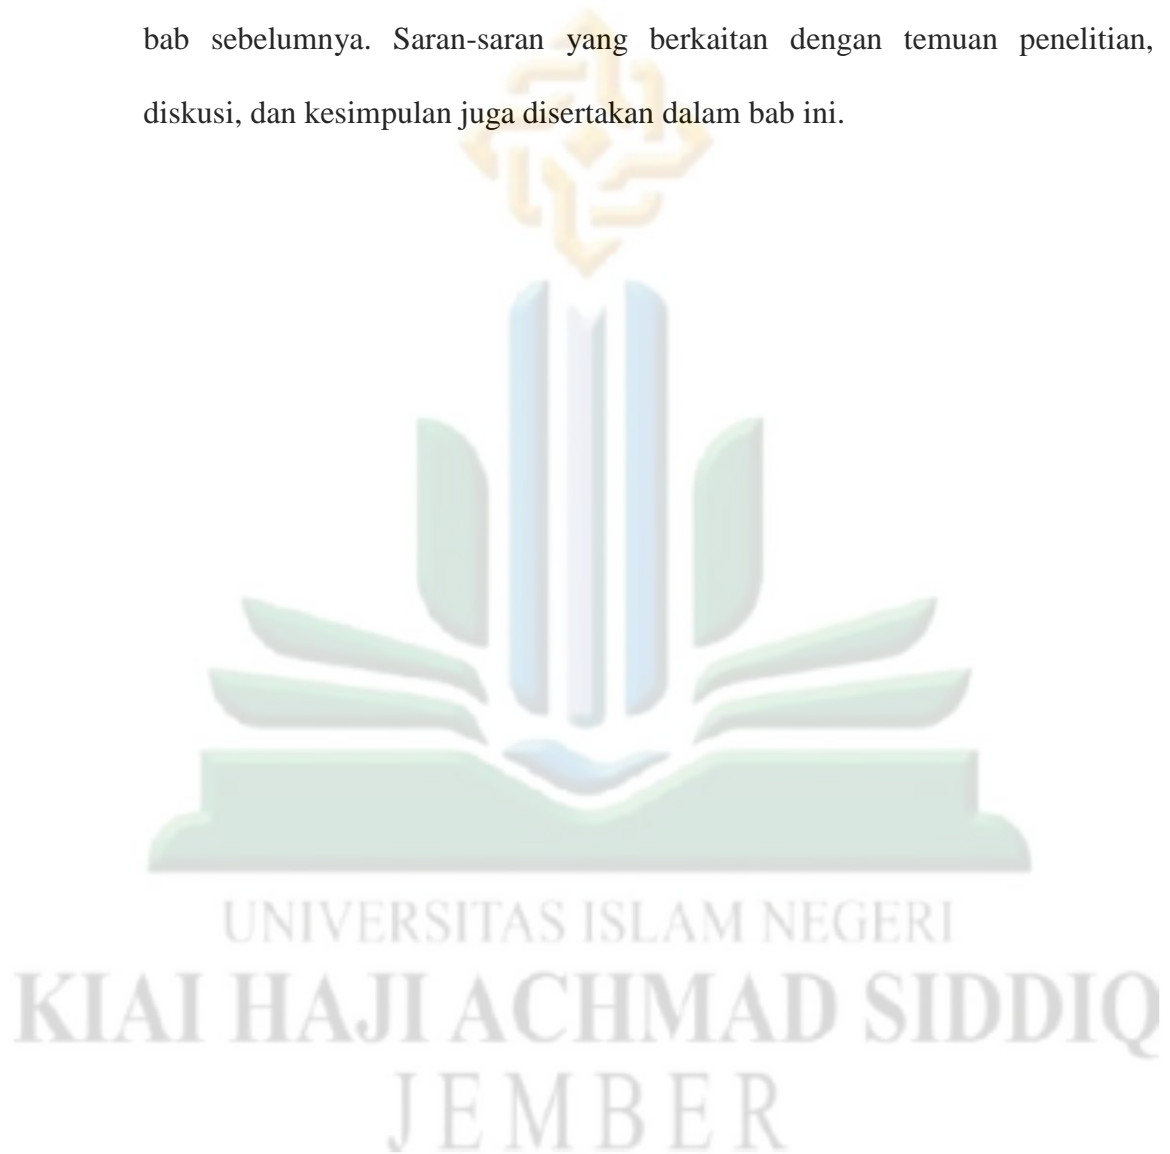 bab sebelumnya. Saran-saran yang berkaitan dengan temuan penelitian,
diskusi, dan kesimpulan juga disertakan dalam bab ini.
UNIVERSITAS ISLAM NEGERI
KIAI HAJI ACHMAD SIDDIQ
JEMBER